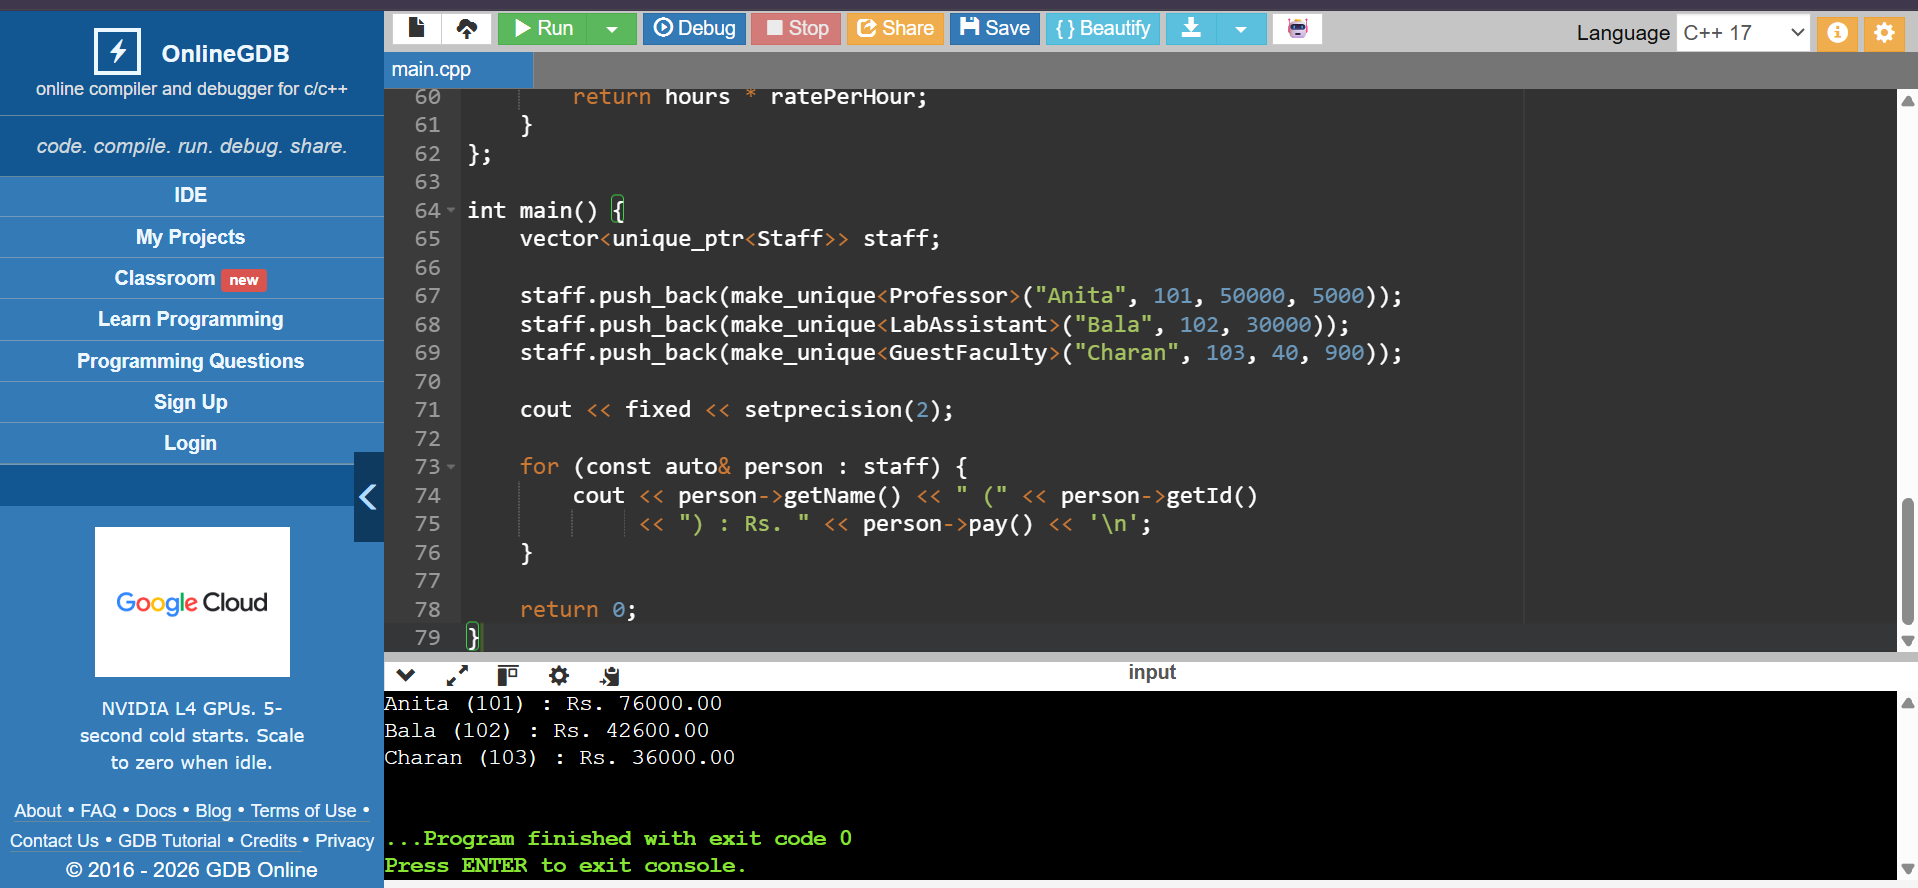 OnlineGDB
online compiler and debugger for c/c++
code. compile. run. debug. share.
IDE
My Projects
Classroom new
Learn Programming
Programming Questions
Sign Up
Login
Google Cloud
NVIDIA L4 GPUs. 5-
second cold starts. Scale
to zero when idle.
About • FAQ • Docs • Blog • Terms of Use •
Contact Us • GDB Tutorial • Credits • Privacy
© 2016 - 2026 GDB Online
Run Debug Stop Share Save { } Beautify Language C++ 17
main.cpp
60         return hours * ratePerHour;
61     }
62 };
63
64 int main() {
65     vector<unique_ptr<Staff>> staff;
66
67     staff.push_back(make_unique<Professor>("Anita", 101, 50000, 5000));
68     staff.push_back(make_unique<LabAssistant>("Bala", 102, 30000));
69     staff.push_back(make_unique<GuestFaculty>("Charan", 103, 40, 900));
70
71     cout << fixed << setprecision(2);
72
73     for (const auto& person : staff) {
74         cout << person->getName() << " (" << person->getId()
75              << ") : Rs. " << person->pay() << '\n';
76     }
77
78     return 0;
79 }
input
Anita (101) : Rs. 76000.00
Bala (102) : Rs. 42600.00
Charan (103) : Rs. 36000.00
...Program finished with exit code 0
Press ENTER to exit console.